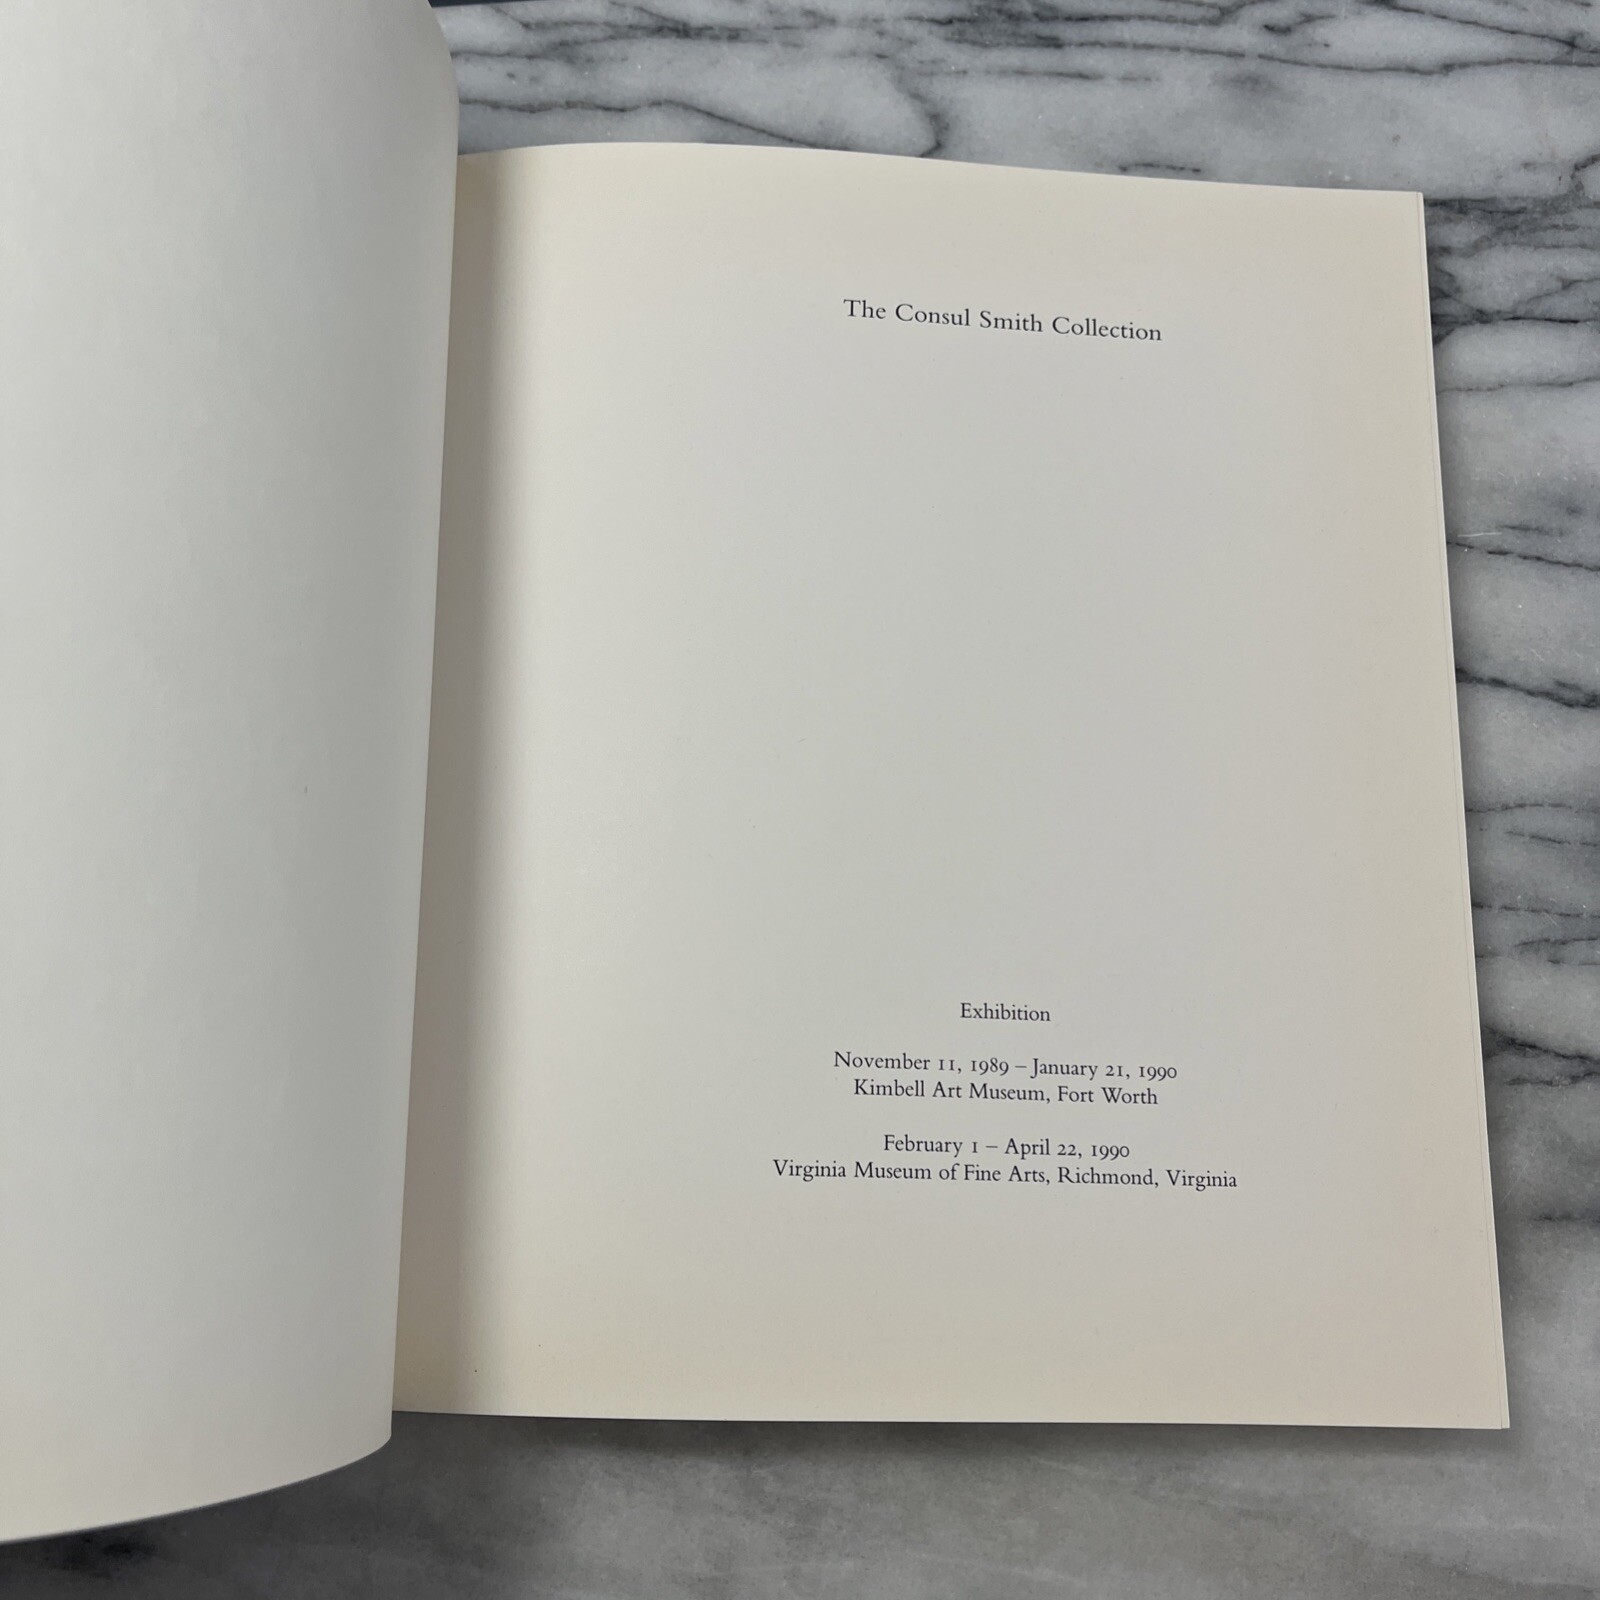 The Consul Smith Collection
Exhibition
November 11, 1989 – January 21, 1990
Kimbell Art Museum, Fort Worth
February 1 – April 22, 1990
Virginia Museum of Fine Arts, Richmond, Virginia